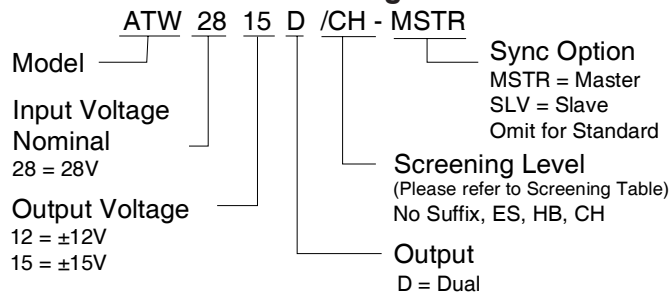 ATW 28 15 D /CH - MSTR
Model
Input Voltage
Nominal
28 = 28V
Output Voltage
12 = ±12V
15 = ±15V
Sync Option
MSTR = Master
SLV = Slave
Omit for Standard
Screening Level
(Please refer to Screening Table)
No Suffix, ES, HB, CH
Output
D = Dual